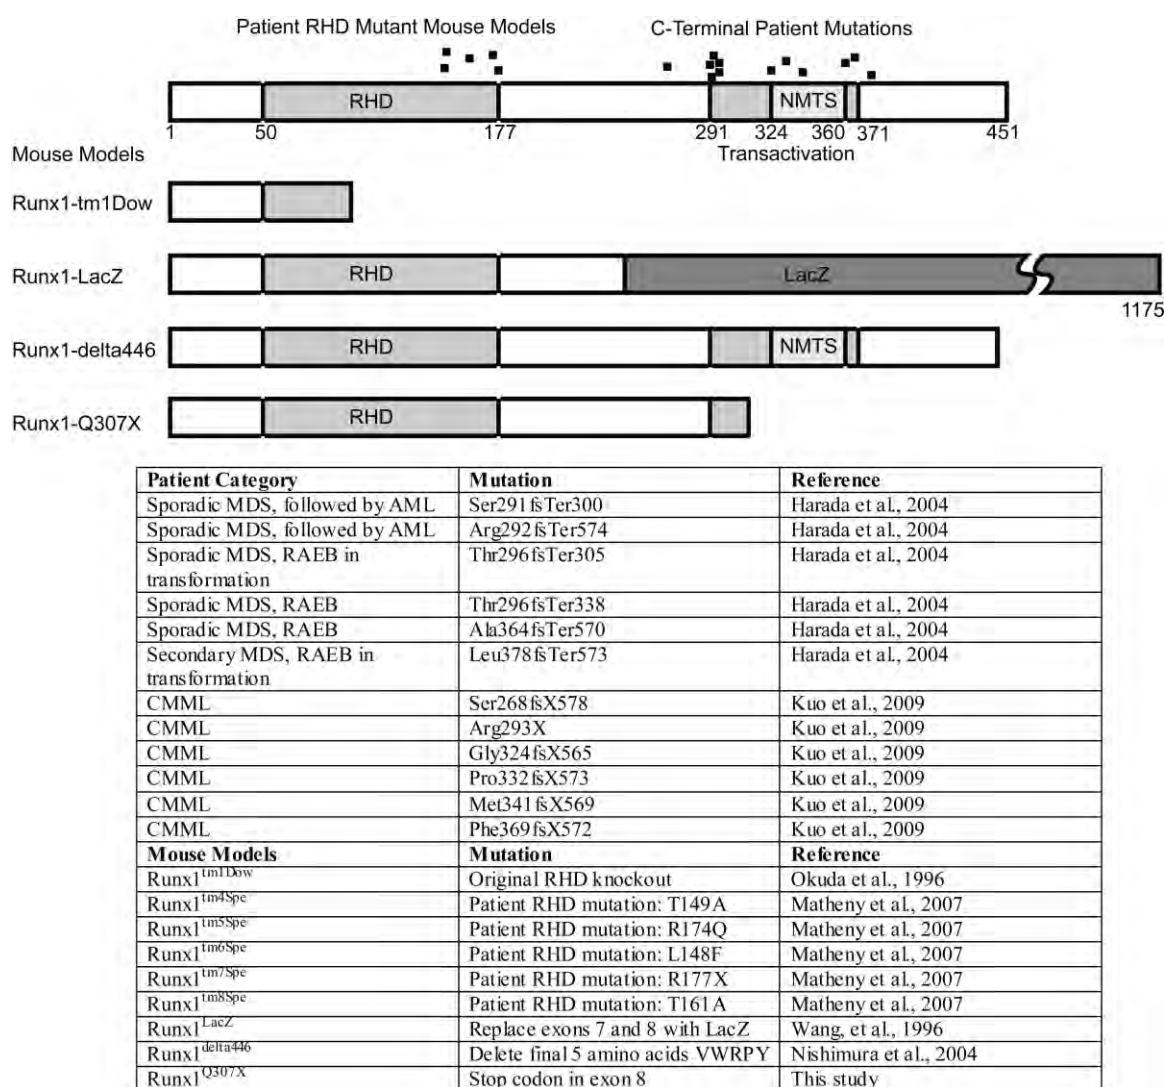 Patient RHD Mutant Mouse Models C-Terminal Patient Mutations
RHD NMTS
1 50 177 291 324 360 371 451
Mouse Models Transactivation
Runx1-tm1Dow
Runx1-LacZ RHD LacZ
1175
Runx1-delta446 RHD NMTS
Runx1-Q307X RHD
Patient Category Mutation Reference
Sporadic MDS, followed by AML Ser291fsTer300 Harada et al., 2004
Sporadic MDS, followed by AML Arg292fsTer574 Harada et al., 2004
Sporadic MDS, RAEB in Thr296fsTer305 Harada et al., 2004
transformation
Sporadic MDS, RAEB Thr296fsTer338 Harada et al., 2004
Sporadic MDS, RAEB Ala364fsTer570 Harada et al., 2004
Secondary MDS, RAEB in Leu378fsTer573 Harada et al., 2004
transformation
CMML Ser268fsX578 Kuo et al., 2009
CMML Arg293X Kuo et al., 2009
CMML Gly324fsX565 Kuo et al., 2009
CMML Pro332fsX573 Kuo et al., 2009
CMML Met341fsX569 Kuo et al., 2009
CMML Phe369fsX572 Kuo et al., 2009
Mouse Models Mutation Reference
Runx1tm1Dow Original RHD knockout Okuda et al., 1996
Runx1tm4Spe Patient RHD mutation: T149A Matheny et al., 2007
Runx1tm5Spe Patient RHD mutation: R174Q Matheny et al., 2007
Runx1tm6Spe Patient RHD mutation: L148F Matheny et al., 2007
Runx1tm7Spe Patient RHD mutation: R177X Matheny et al., 2007
Runx1tm8Spe Patient RHD mutation: T161A Matheny et al., 2007
Runx1LacZ Replace exons 7 and 8 with LacZ Wang, et al., 1996
Runx1delta446 Delete final 5 amino acids VWRPY Nishimura et al., 2004
Runx1Q307X Stop codon in exon 8 This study